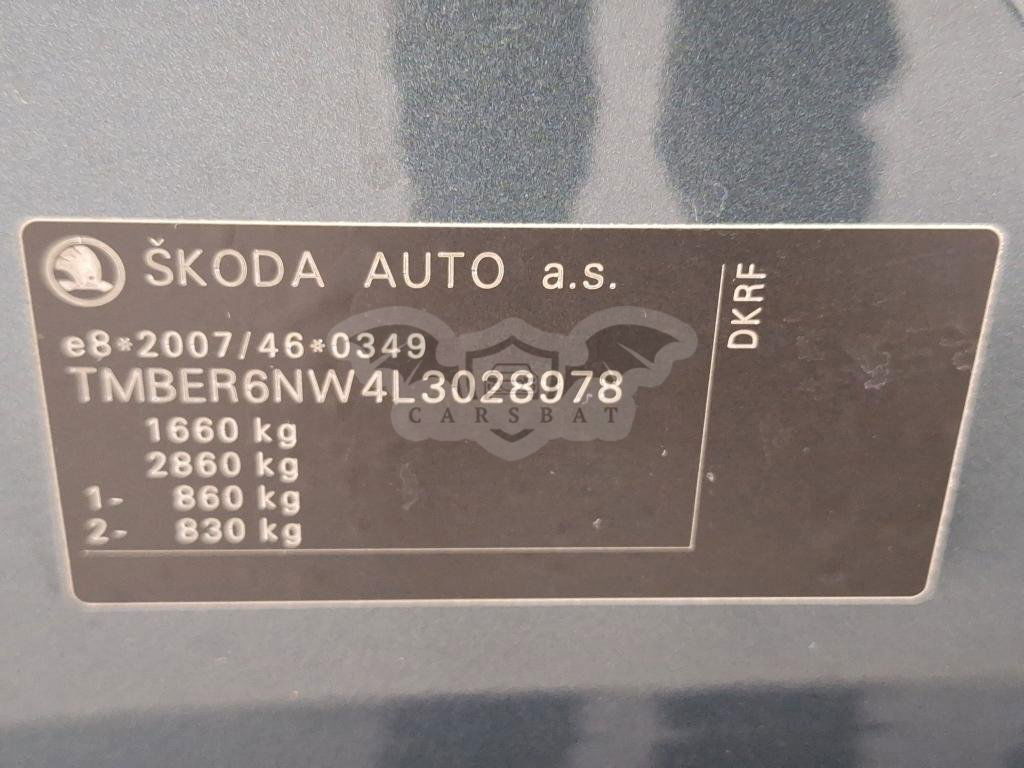 ŠKODA AUTO a.s.
e8*2007/46*0349
TMBER6NW4L3028978
1660 kg
2860 kg
1- 860 kg
2- 830 kg
DKRF
CARSBAT